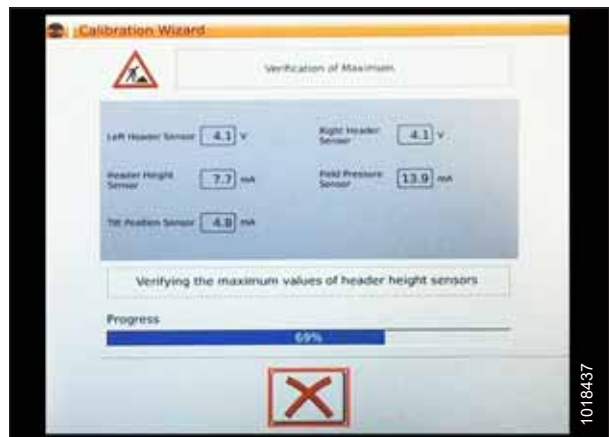 Calibration Wizard
Verification of Maximum
Left Header Sensor 4.1 V
Right Header Sensor 4.1 V
Header Height Sensor 7.7 mA
Field Pressure Sensor 13.9 mA
Tilt Position Sensor 4.8 mA
Verifying the maximum values of header height sensors
Progress
69%
1018437